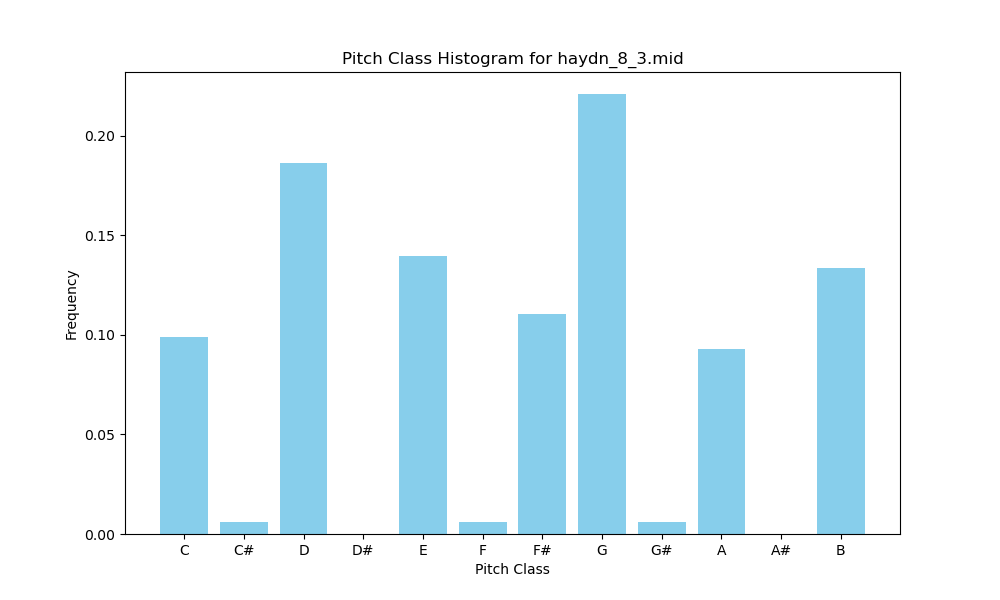 Pitch Class Histogram for haydn_8_3.mid
Frequency
0.20
0.15
0.10
0.05
0.00
C C# D D# E F F# G G# A A# B
Pitch Class